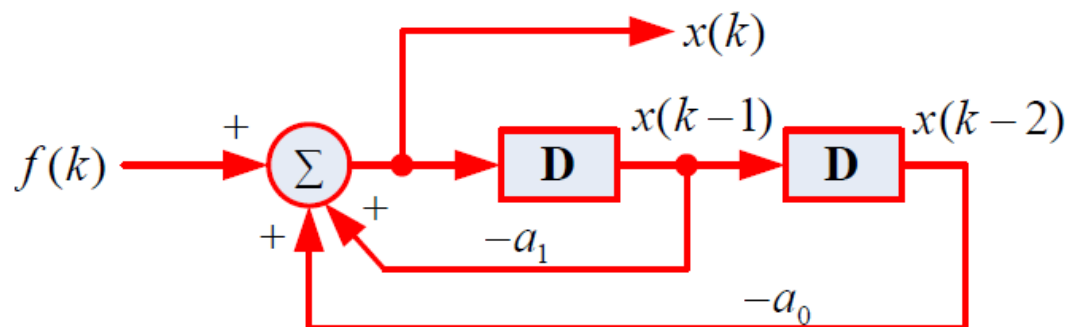 x(k)
x(k−1)
x(k−2)
+
f(k)
Σ
D
D
+
+
−a₁
−a₀